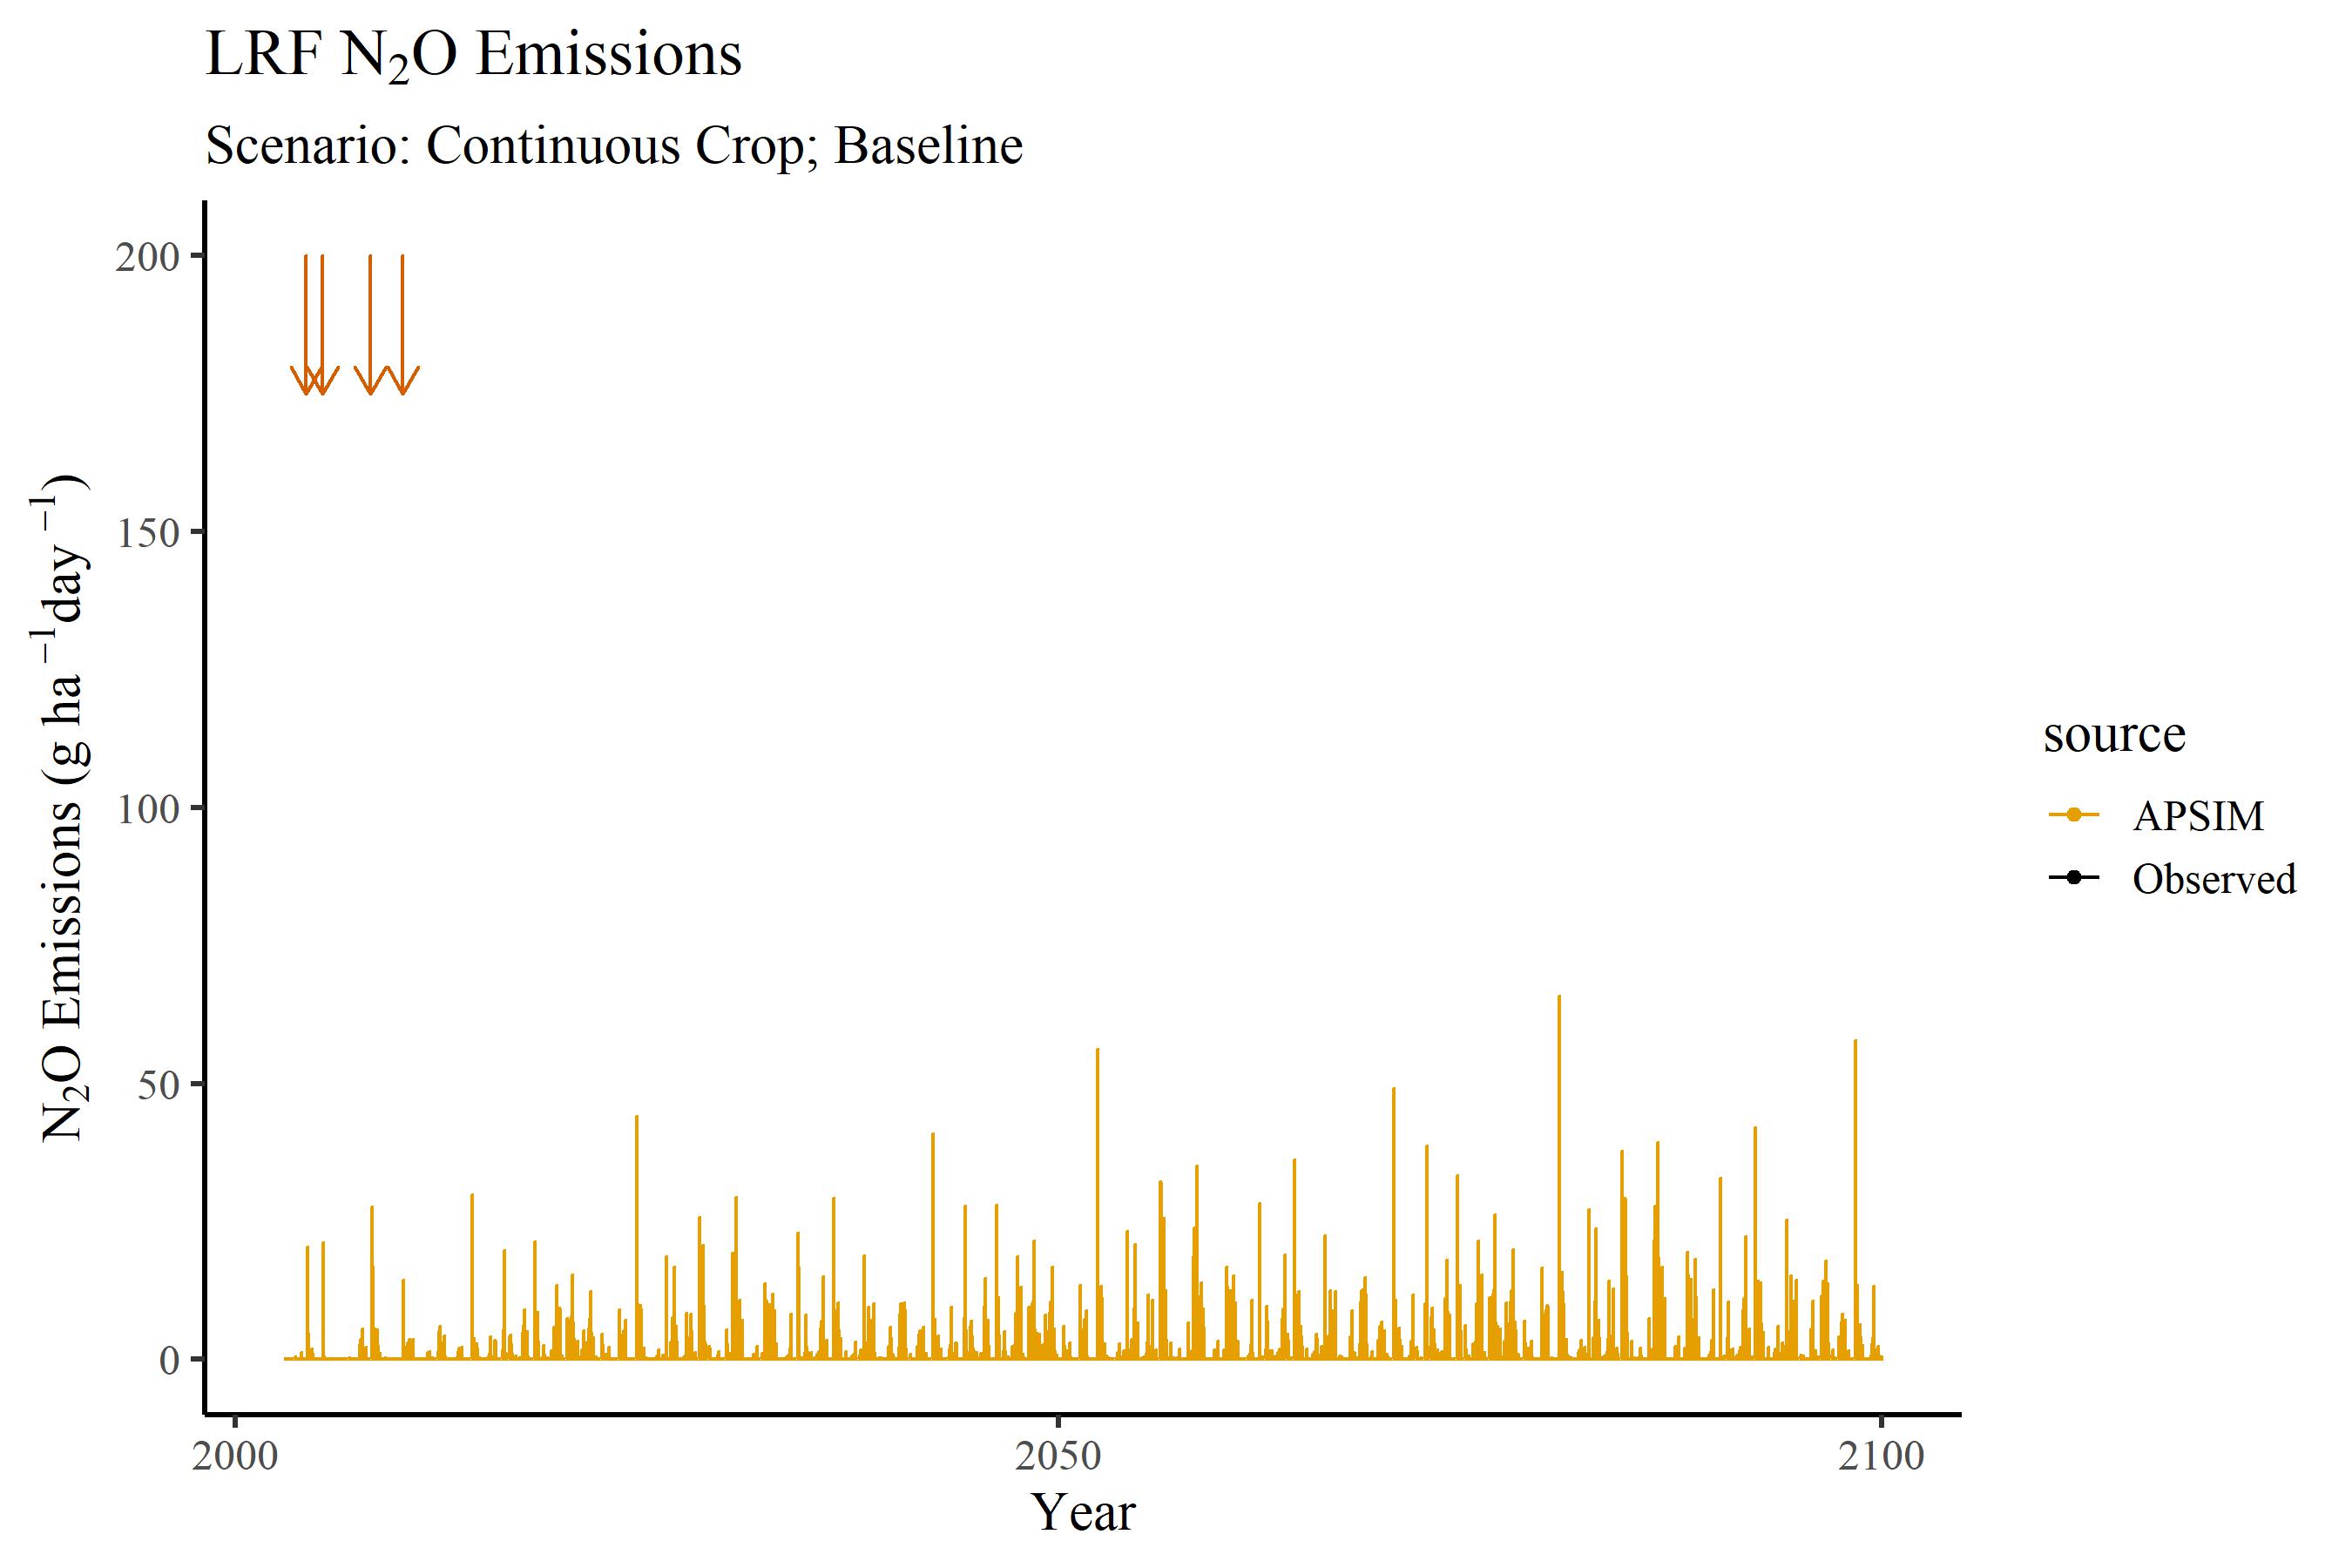 LRF N₂O Emissions
Scenario: Continuous Crop; Baseline
N₂O Emissions (g ha ⁻¹day ⁻¹)
200
150
100
50
0
2000 2050 2100
Year
source
APSIM
Observed